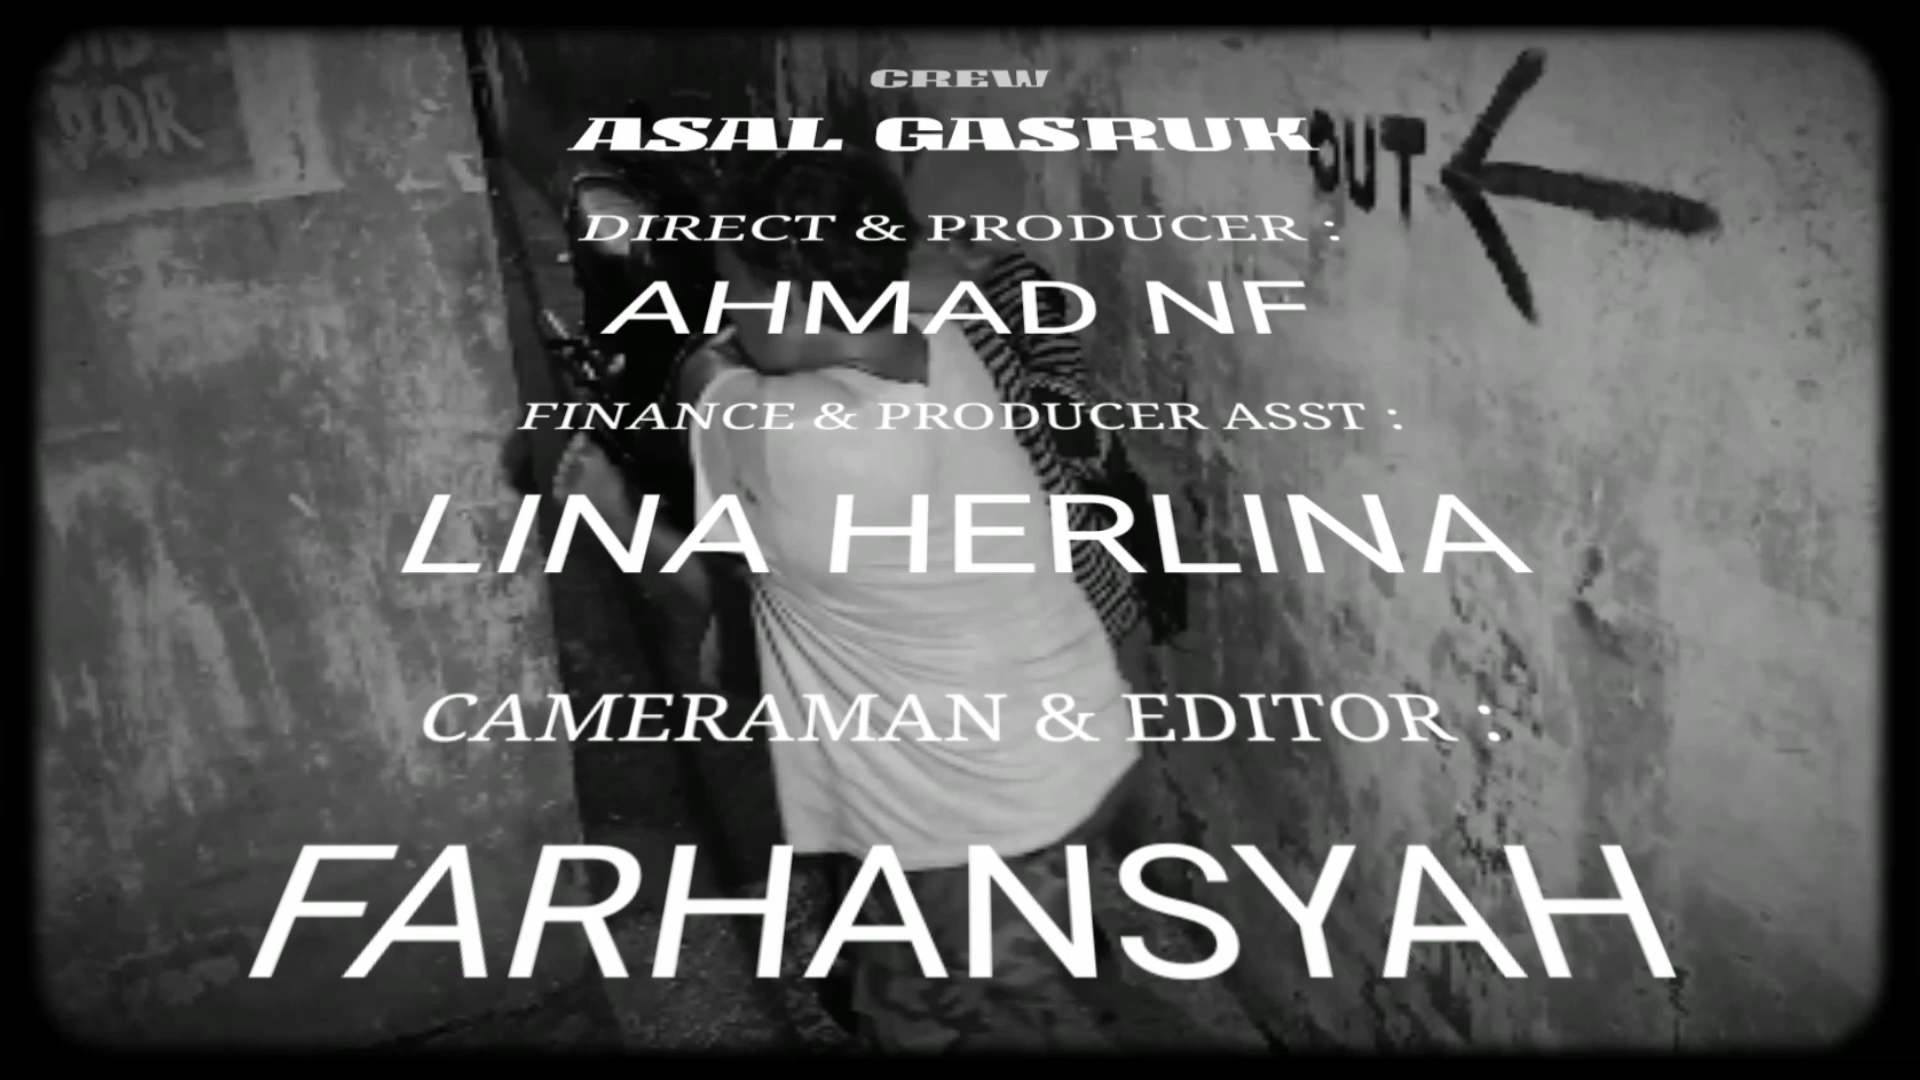 CREW
ASAL GASRUK
OUT
DIRECT & PRODUCER :
AHMAD NF
FINANCE & PRODUCER ASST :
LINA HERLINA
CAMERAMAN & EDITOR :
FARHANSYAH